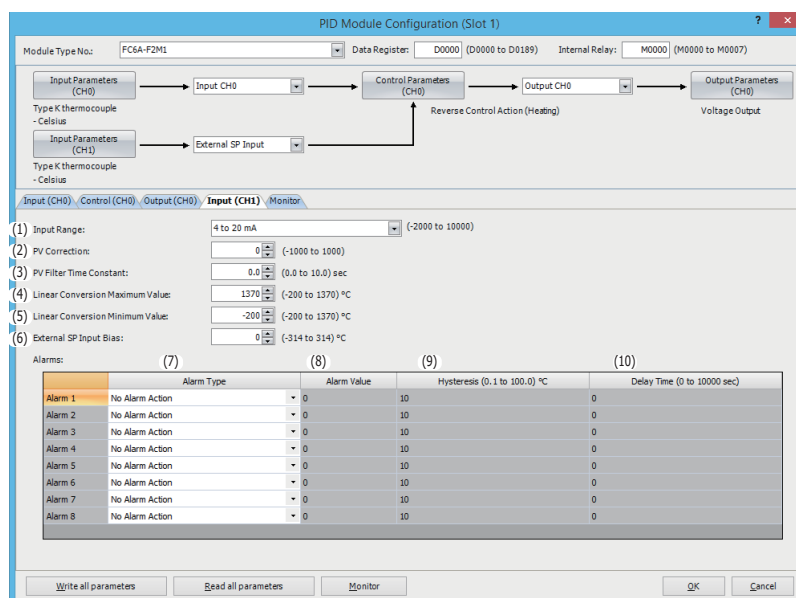 PID Module Configuration (Slot 1)
? ×
Module Type No.: FC6A-F2M1 Data Register: D0000 (D0000 to D0189) Internal Relay: M0000 (M0000 to M0007)
Input Parameters (CH0)
Input CH0
Control Parameters (CH0)
Output CH0
Output Parameters (CH0)
Type K thermocouple
- Celsius
Reverse Control Action (Heating)
Voltage Output
Input Parameters (CH1)
External SP Input
Type K thermocouple
- Celsius
Input (CH0) Control (CH0) Output (CH0) Input (CH1) Monitor
(1) Input Range: 4 to 20 mA (-2000 to 10000)
(2) PV Correction: 0 (-1000 to 1000)
(3) PV Filter Time Constant: 0.0 (0.0 to 10.0) sec
(4) Linear Conversion Maximum Value: 1370 (-200 to 1370) °C
(5) Linear Conversion Minimum Value: -200 (-200 to 1370) °C
(6) External SP Input Bias: 0 (-314 to 314) °C
Alarms: (7) (8) (9) (10)
Alarm Type Alarm Value Hysteresis (0.1 to 100.0) °C Delay Time (0 to 10000 sec)
Alarm 1 No Alarm Action 0 10 0
Alarm 2 No Alarm Action 0 10 0
Alarm 3 No Alarm Action 0 10 0
Alarm 4 No Alarm Action 0 10 0
Alarm 5 No Alarm Action 0 10 0
Alarm 6 No Alarm Action 0 10 0
Alarm 7 No Alarm Action 0 10 0
Alarm 8 No Alarm Action 0 10 0
Write all parameters Read all parameters Monitor OK Cancel